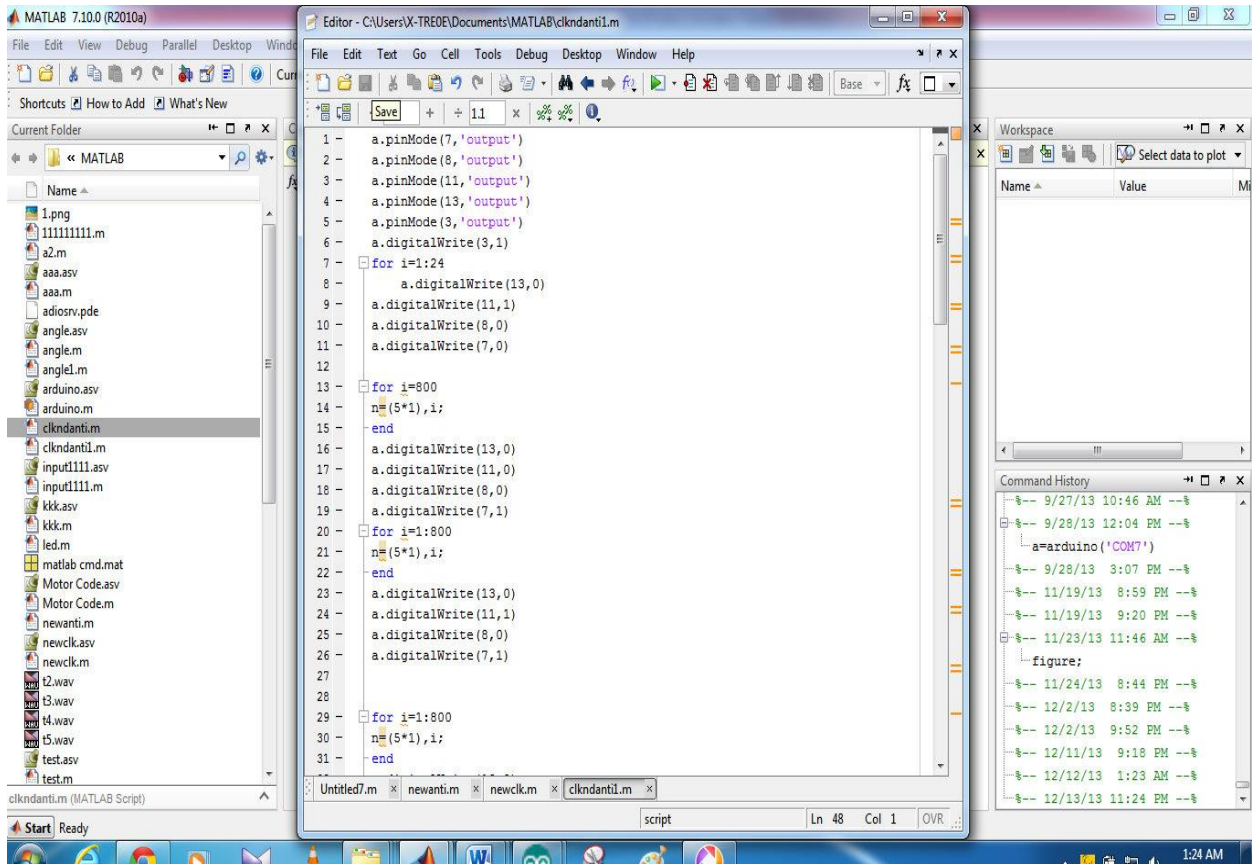 MATLAB 7.10.0 (R2010a)
File Edit View Debug Parallel Desktop
Shortcuts How to Add What's New
Current Folder
« MATLAB
Name
1.png
111111111.m
a2.m
aaa.asv
aaa.m
adiosrv.pde
angle.asv
angle.m
angle1.m
arduino.asv
arduino.m
clkndanti.m
clkndanti1.m
input1111.asv
input1111.m
kkk.asv
kkk.m
led.m
matlab cmd.mat
Motor Code.asv
Motor Code.m
newanti.m
newclk.asv
newclk.m
t2.wav
t3.wav
t4.wav
t5.wav
test.asv
test.m
clkndanti.m (MATLAB Script)
Start Ready
Editor - C:\Users\X-TRE0E\Documents\MATLAB\clkndanti1.m
File Edit Text Go Cell Tools Debug Desktop Window Help
Base fx
Save + ÷ 1.1 ×
1 – a.pinMode(7,'output')
2 – a.pinMode(8,'output')
3 – a.pinMode(11,'output')
4 – a.pinMode(13,'output')
5 – a.pinMode(3,'output')
6 – a.digitalWrite(3,1)
7 – for i=1:24
8 – a.digitalWrite(13,0)
9 – a.digitalWrite(11,1)
10 – a.digitalWrite(8,0)
11 – a.digitalWrite(7,0)
12
13 – for i=800
14 – n=(5*1),i;
15 – end
16 – a.digitalWrite(13,0)
17 – a.digitalWrite(11,0)
18 – a.digitalWrite(8,0)
19 – a.digitalWrite(7,1)
20 – for i=1:800
21 – n=(5*1),i;
22 – end
23 – a.digitalWrite(13,0)
24 – a.digitalWrite(11,1)
25 – a.digitalWrite(8,0)
26 – a.digitalWrite(7,1)
27
28
29 – for i=1:800
30 – n=(5*1),i;
31 – end
Untitled7.m × newanti.m × newclk.m × clkndanti1.m ×
script Ln 48 Col 1 OVR
Workspace
Select data to plot
Name Value
Command History
%-- 9/27/13 10:46 AM --%
%-- 9/28/13 12:04 PM --%
a=arduino('COM7')
%-- 9/28/13 3:07 PM --%
%-- 11/19/13 8:59 PM --%
%-- 11/19/13 9:20 PM --%
%-- 11/23/13 11:46 AM --%
figure;
%-- 11/24/13 8:44 PM --%
%-- 12/2/13 8:39 PM --%
%-- 12/2/13 9:52 PM --%
%-- 12/11/13 9:18 PM --%
%-- 12/12/13 1:23 AM --%
%-- 12/13/13 11:24 PM --%
1:24 AM